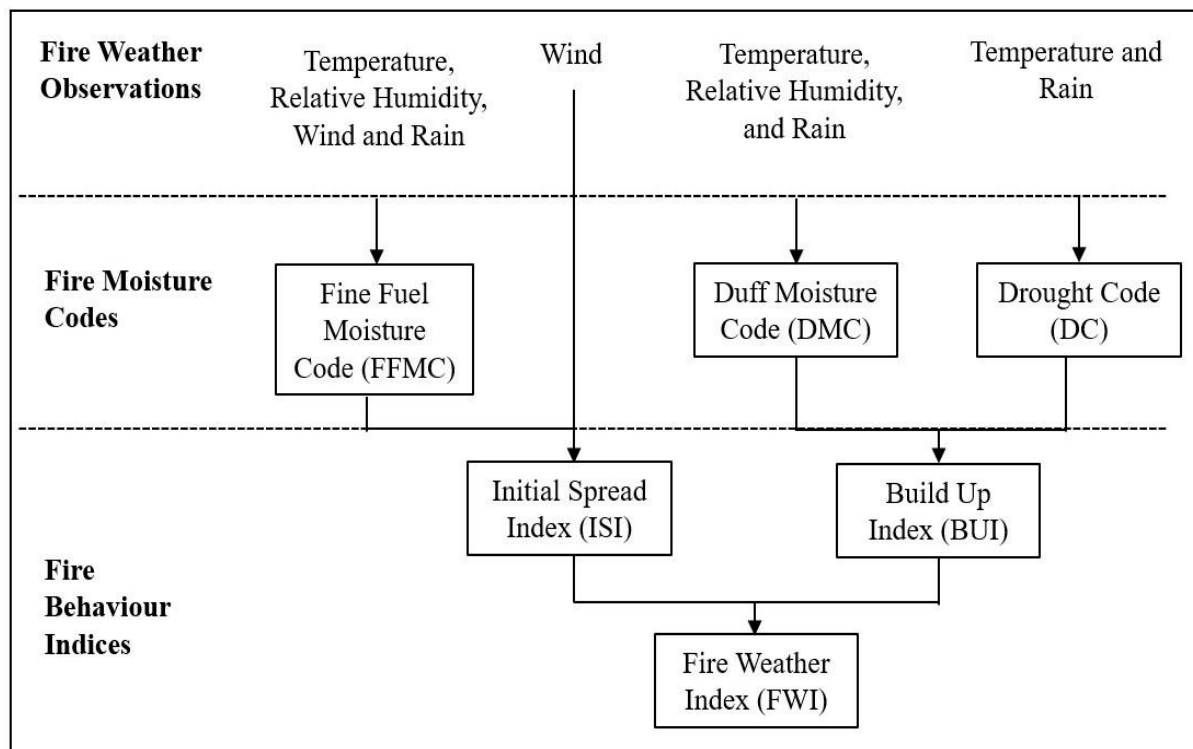 Fire Weather
Observations
Temperature,
Relative Humidity,
Wind and Rain
Wind
Temperature,
Relative Humidity,
and Rain
Temperature and
Rain
Fire Moisture
Codes
Fine Fuel
Moisture
Code (FFMC)
Duff Moisture
Code (DMC)
Drought Code
(DC)
Fire
Behaviour
Indices
Initial Spread
Index (ISI)
Build Up
Index (BUI)
Fire Weather
Index (FWI)